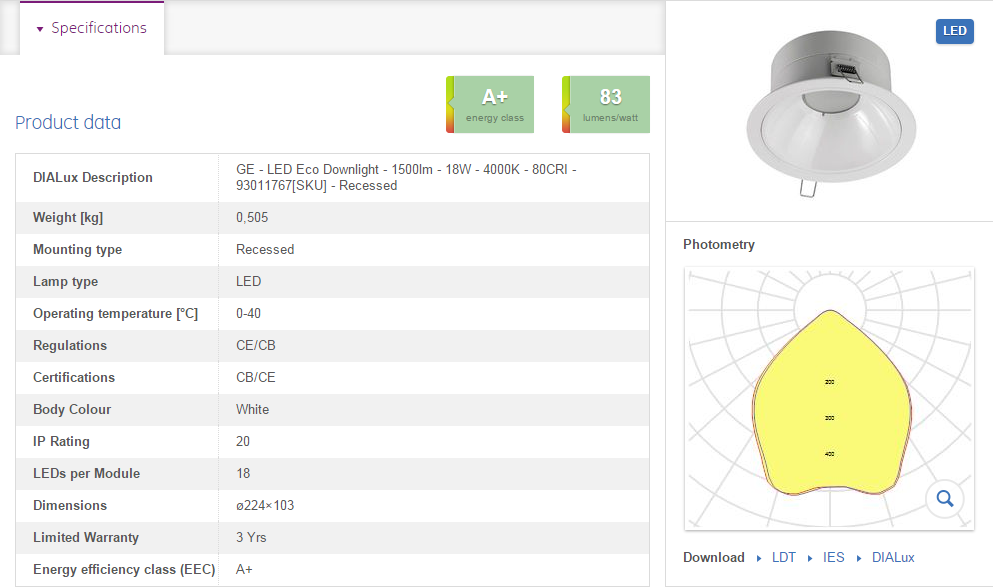 Specifications
LED
A+
energy class
83
lumens/watt
Product data
DIALux Description
GE - LED Eco Downlight - 1500lm - 18W - 4000K - 80CRI -
93011767[SKU] - Recessed
Weight [kg] 0,505
Mounting type Recessed
Lamp type LED
Operating temperature [°C] 0-40
Regulations CE/CB
Certifications CB/CE
Body Colour White
IP Rating 20
LEDs per Module 18
Dimensions ø224×103
Limited Warranty 3 Yrs
Energy efficiency class (EEC) A+
Photometry
200
300
400
Download LDT IES DIALux